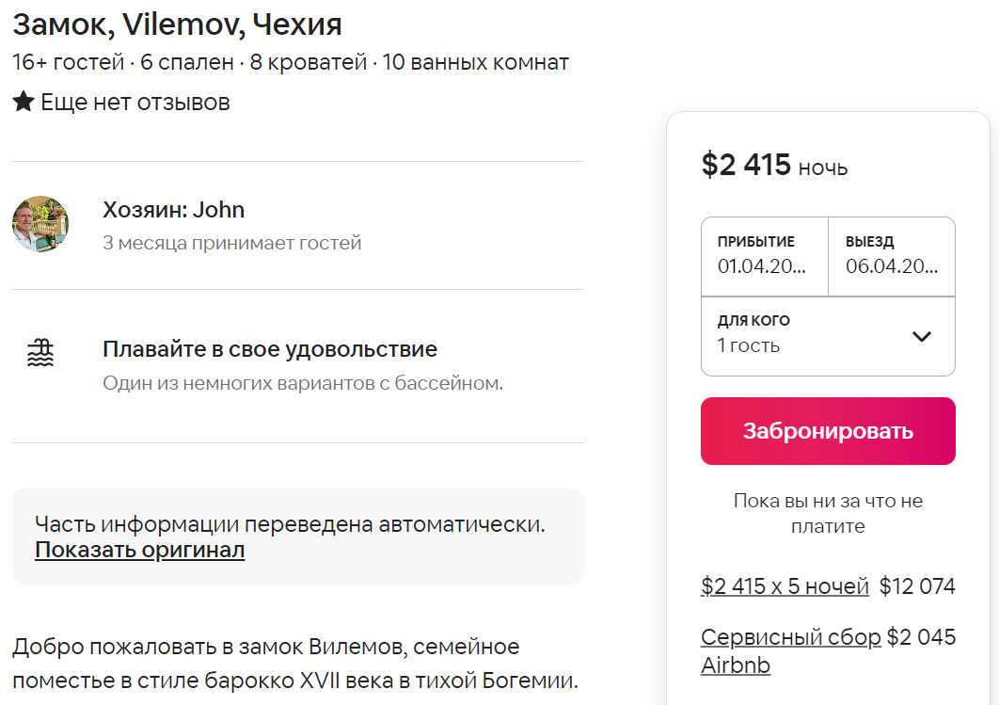 Замок, Vilemov, Чехия
16+ гостей · 6 спален · 8 кроватей · 10 ванных комнат
Еще нет отзывов
Хозяин: John
3 месяца принимает гостей
Плавайте в свое удовольствие
Один из немногих вариантов с бассейном.
Часть информации переведена автоматически.
Показать оригинал
Добро пожаловать в замок Вилемов, семейное
поместье в стиле барокко XVII века в тихой Богемии.
$2 415 ночь
ПРИБЫТИЕ
01.04.20...
ВЫЕЗД
06.04.20...
ДЛЯ КОГО
1 гость
Забронировать
Пока вы ни за что не
платите
$2 415 x 5 ночей $12 074
Сервисный сбор $2 045
Airbnb